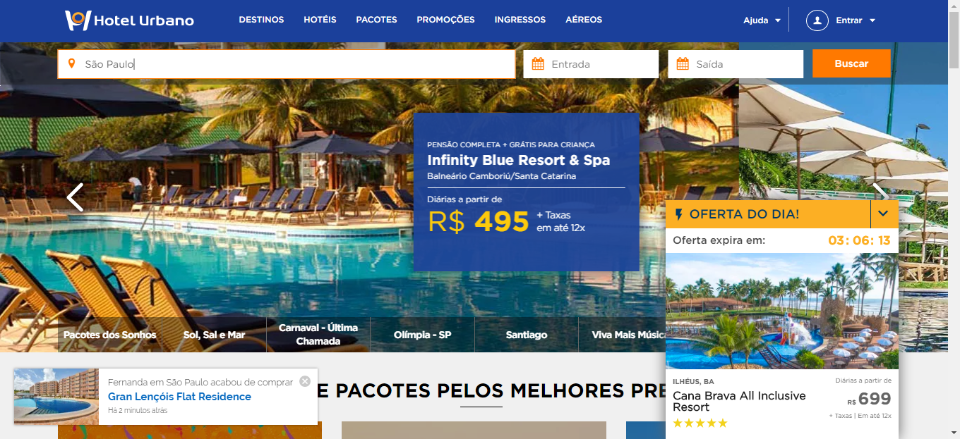 Hotel Urbano
DESTINOS HOTÉIS PACOTES PROMOÇÕES INGRESSOS AÉREOS
Ajuda Entrar
São Paulo Entrada Saída Buscar
PENSÃO COMPLETA + GRÁTIS PARA CRIANÇA
Infinity Blue Resort & Spa
Balneário Camboriú/Santa Catarina
Diárias a partir de
R$ 495 + Taxas
em até 12x
OFERTA DO DIA!
Oferta expira em: 03:06:13
ILHÉUS, BA
Diárias a partir de
Cana Brava All Inclusive
Resort
R$ 699
+ Taxas | Em até 12x
Pacotes dos Sonhos
Sol, Sal e Mar
Carnaval - Última
Chamada
Olímpia - SP
Santiago
Viva Mais Músic
Fernanda em São Paulo acabou de comprar
Gran Lençóis Flat Residence
Há 2 minutos atrás
E PACOTES PELOS MELHORES PRE